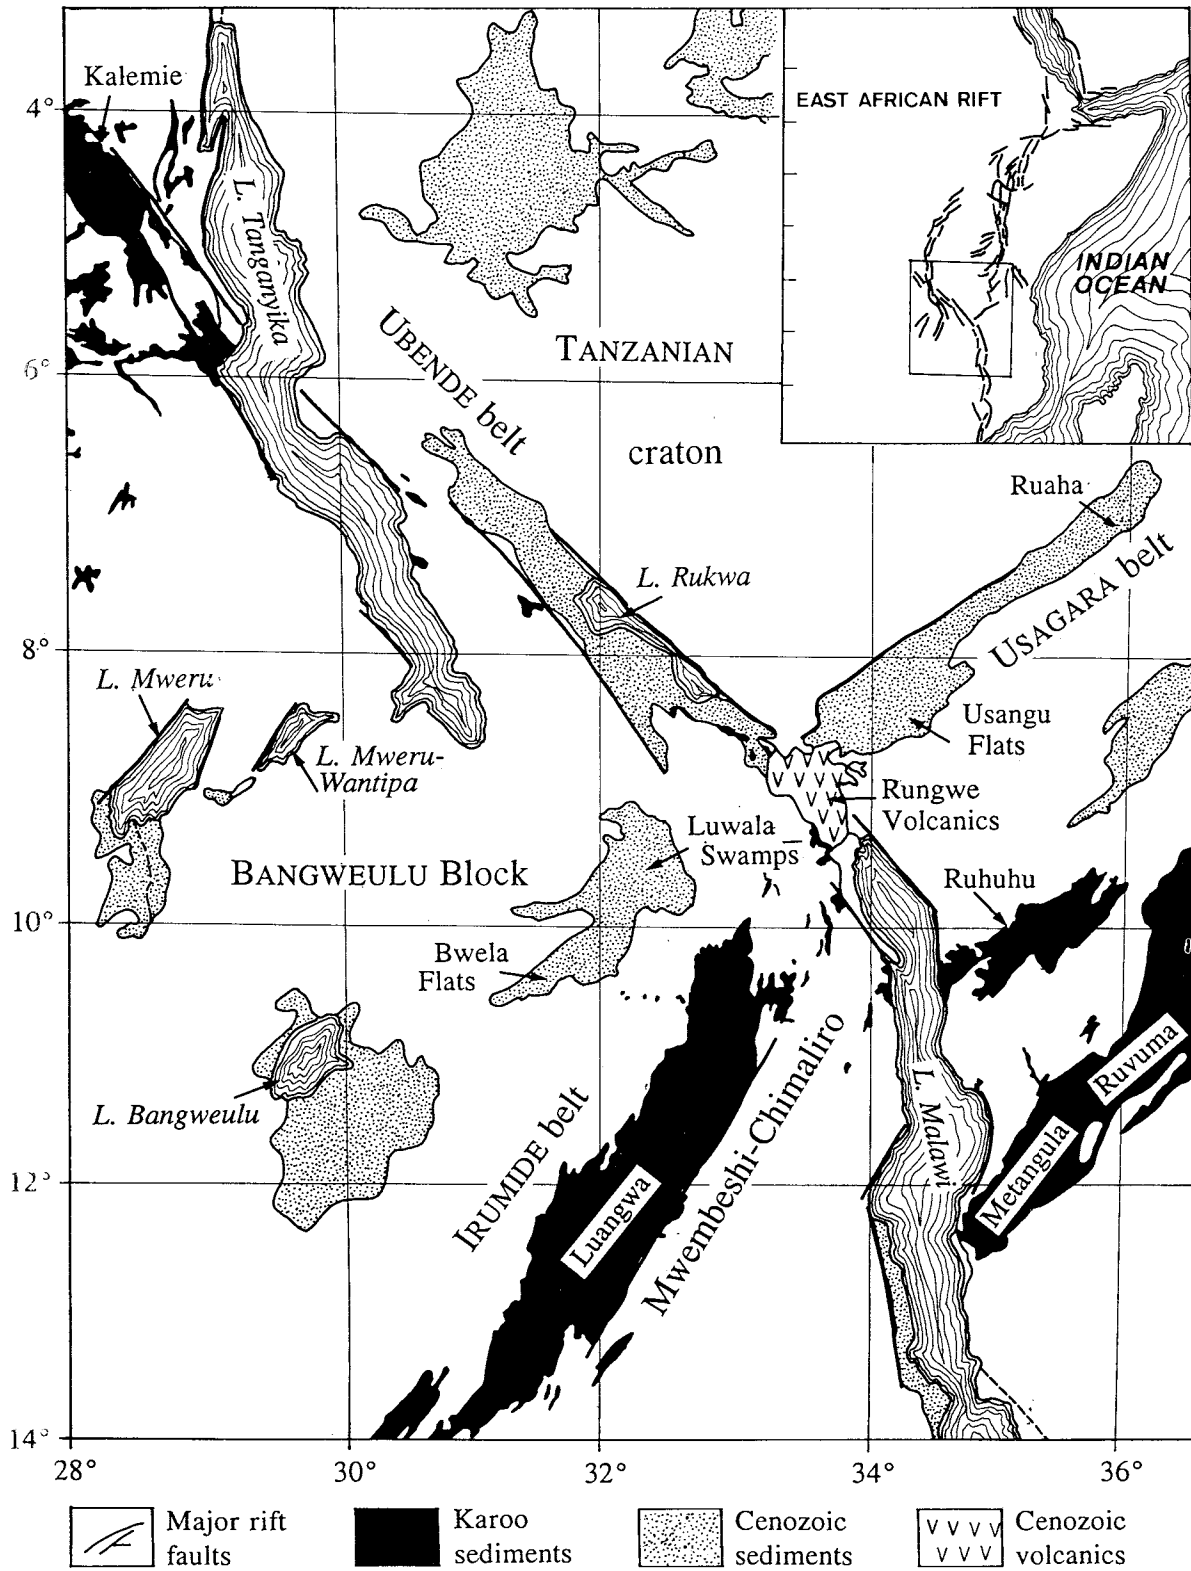 Kalemie
4°
EAST AFRICAN RIFT
L. Tanganyika
INDIAN
OCEAN
UBENDE belt
TANZANIAN
6°
craton
Ruaha
L. Rukwa
USAGARA belt
8°
L. Mweru
Usangu
Flats
L. Mweru-
Wantipa
Rungwe
Volcanics
Luwala
Swamps
BANGWEULU Block
Ruhuhu
10°
Bwela
Flats
L. Bangweulu
IRUMIDE belt
Luangwa
Mwembeshi-Chimaliro
L. Malawi
Metangula
Ruvuma
12°
14°
28°
30°
32°
34°
36°
Major rift
faults
Karoo
sediments
Cenozoic
sediments
Cenozoic
volcanics